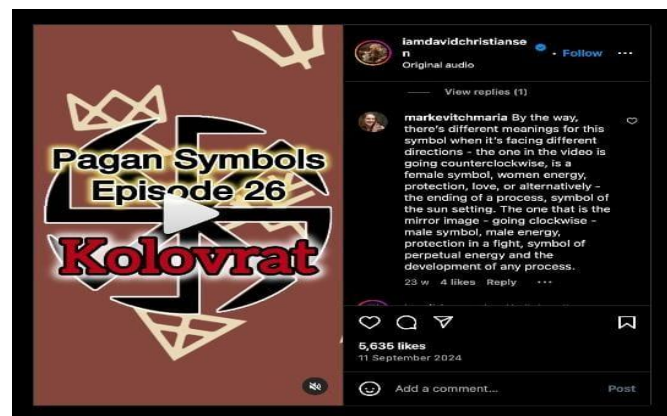 Pagan Symbols
Episode 26
Kolovrat
iamdavidchristianse
n · Follow ...
Original audio
View replies (1)
markevitchmaria By the way,
there's different meanings for this
symbol when it's facing different
directions - the one in the video is
going counterclockwise, is a
female symbol, women energy,
protection, love, or alternatively -
the ending of a process, symbol of
the sun setting. The one that is the
mirror image - going clockwise -
male symbol, male energy,
protection in a fight, symbol of
perpetual energy and the
development of any process.
23 w 4 likes Reply ...
5,635 likes
11 September 2024
Add a comment... Post